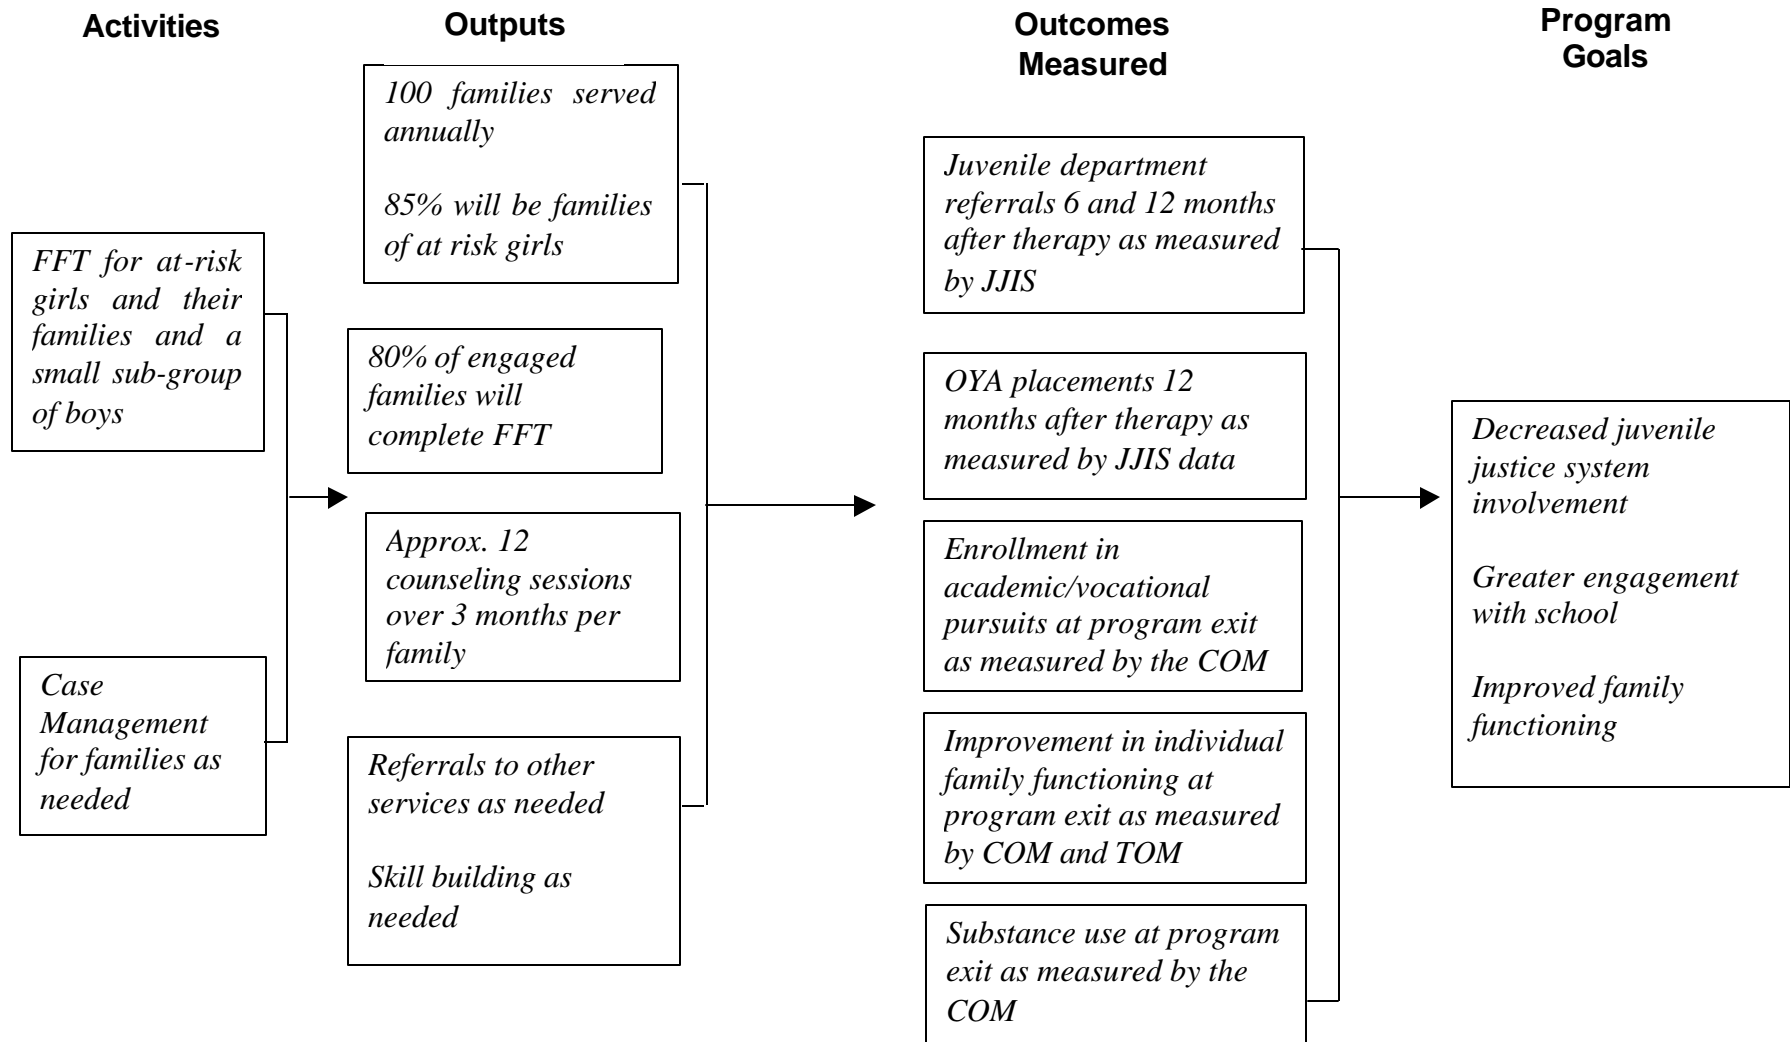 Activities
FFT for at-risk
girls and their
families and a
small sub-group
of boys
Case
Management
for families as
needed
Outputs
100 families served
annually
85% will be families
of at risk girls
80% of engaged
families will
complete FFT
Approx. 12
counseling sessions
over 3 months per
family
Referrals to other
services as needed
Skill building as
needed
Outcomes
Measured
Juvenile department
referrals 6 and 12 months
after therapy as measured
by JJIS
OYA placements 12
months after therapy as
measured by JJIS data
Enrollment in
academic/vocational
pursuits at program exit
as measured by the COM
Improvement in individual
family functioning at
program exit as measured
by COM and TOM
Substance use at program
exit as measured by the
COM
Program
Goals
Decreased juvenile
justice system
involvement
Greater engagement
with school
Improved family
functioning